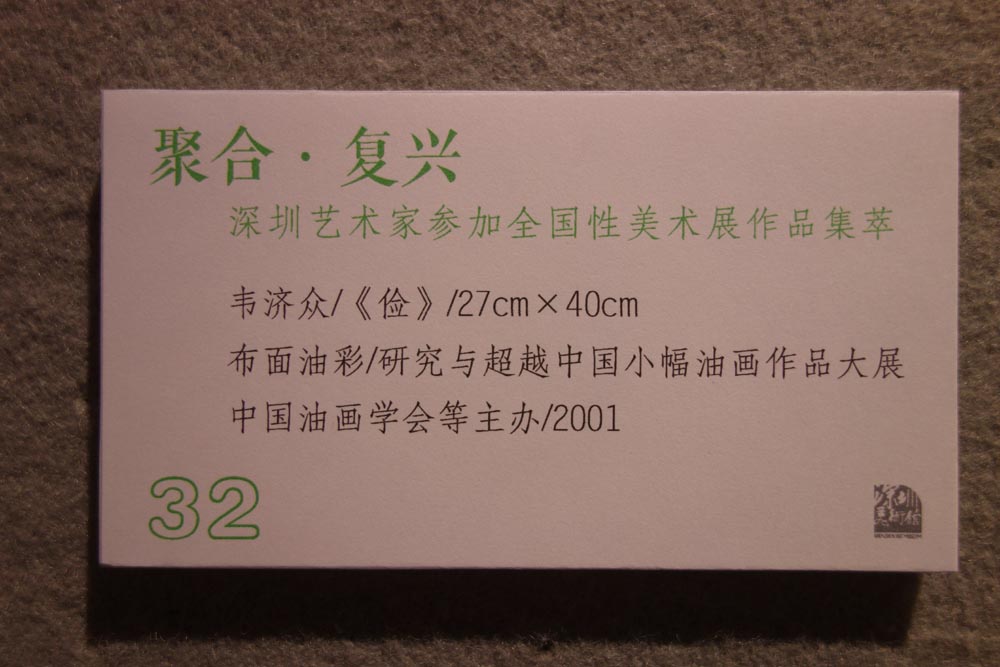 聚合·复兴
深圳艺术家参加全国性美术展作品集萃
韦济众/《俭》/27cm×40cm
布面油彩/研究与超越中国小幅油画作品大展
中国油画学会等主办/2001
32